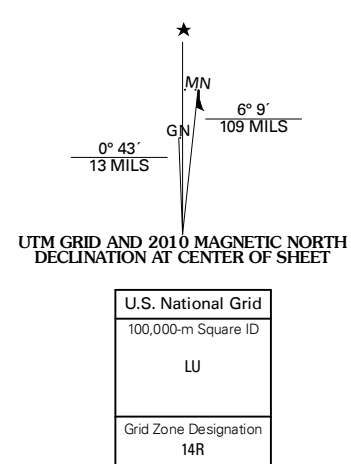 MN
GN
6° 9´
109 MILS
0° 43´
13 MILS
UTM GRID AND 2010 MAGNETIC NORTH
DECLINATION AT CENTER OF SHEET
U.S. National Grid
100,000-m Square ID
LU
Grid Zone Designation
14R